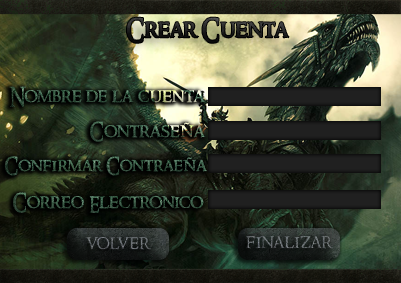 Crear Cuenta
Nombre de la cuenta
Contraseña
Confirmar Contraeña
Correo Electronico
VOLVER FINALIZAR